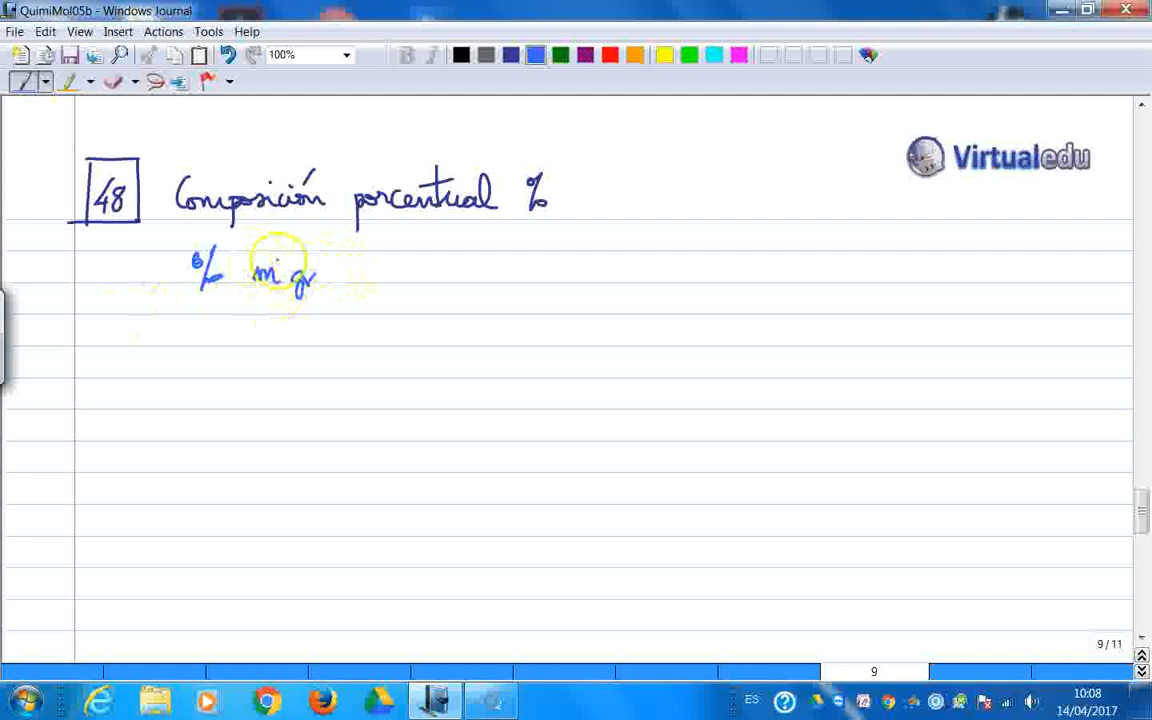 QuimiMol05b - Windows Journal
File Edit View Insert Actions Tools Help
100%
B I
Virtualedu
48 Composición porcentual %
% m gr
9 / 11
9
ES
10:08
14/04/2017